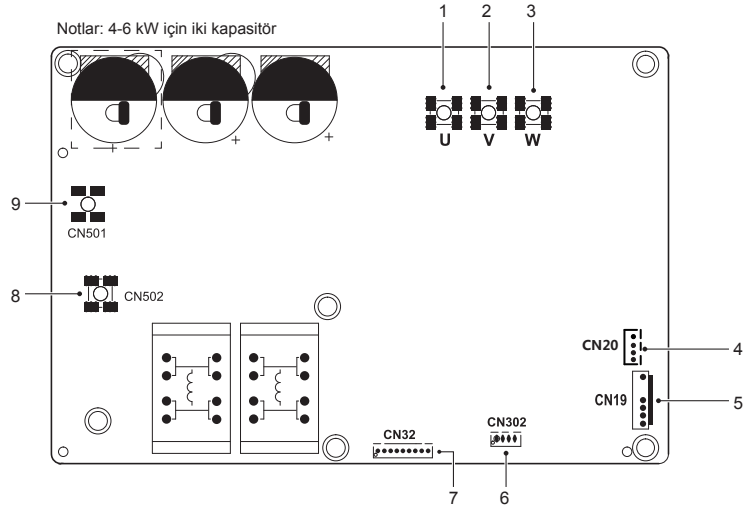 Notlar: 4-6 kW için iki kapasitör
1
2
3
U
V
W
9
CN501
8
CN502
CN20
4
CN19
5
CN302
CN32
7
6